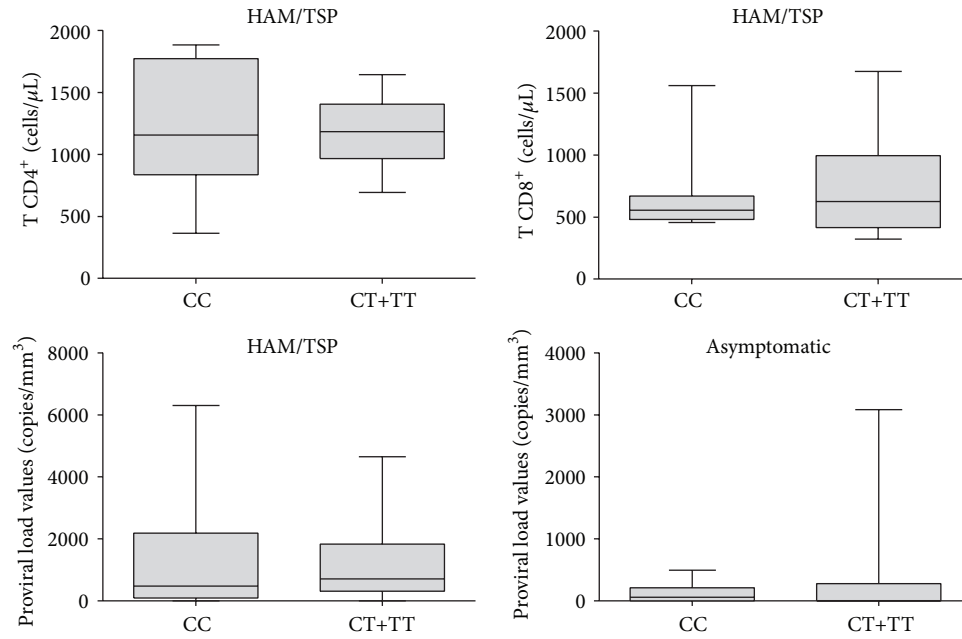 HAM/TSP
T CD4⁺ (cells/μL)
2000
1500
1000
500
0
CC
CT+TT
HAM/TSP
T CD8⁺ (cells/μL)
2000
1500
1000
500
0
CC
CT+TT
HAM/TSP
Proviral load values (copies/mm³)
8000
6000
4000
2000
0
CC
CT+TT
Asymptomatic
Proviral load values (copies/mm³)
4000
3000
2000
1000
0
CC
CT+TT